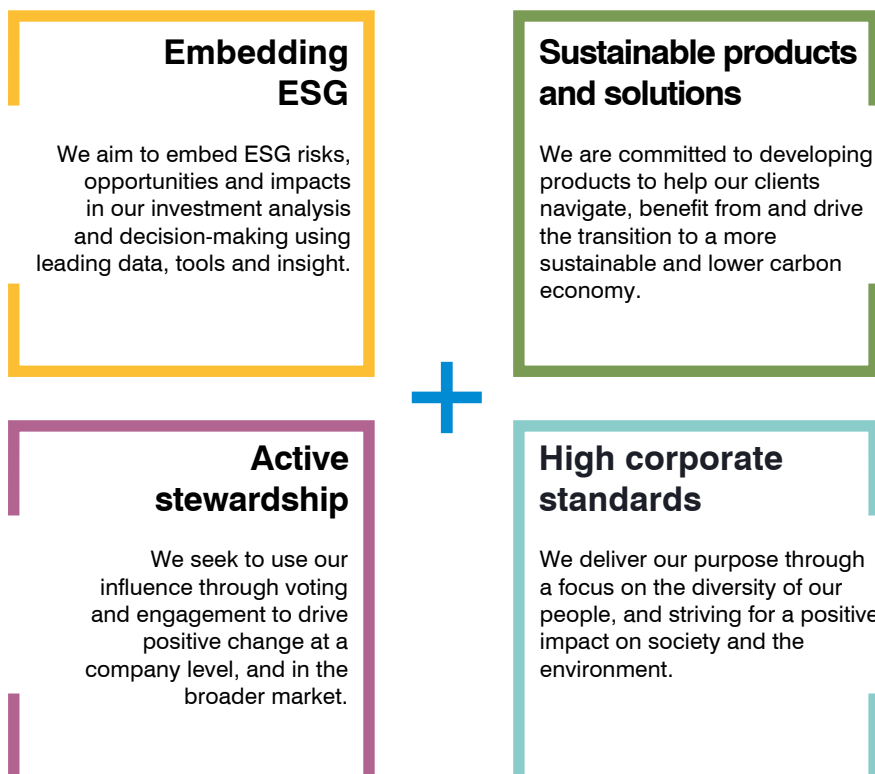 Embedding
ESG
We aim to embed ESG risks,
opportunities and impacts
in our investment analysis
and decision-making using
leading data, tools and insight.
Sustainable products
and solutions
We are committed to developing
products to help our clients
navigate, benefit from and drive
the transition to a more
sustainable and lower carbon
economy.
Active
stewardship
We seek to use our
influence through voting
and engagement to drive
positive change at a
company level, and in the
broader market.
High corporate
standards
We deliver our purpose through
a focus on the diversity of our
people, and striving for a positive
impact on society and the
environment.